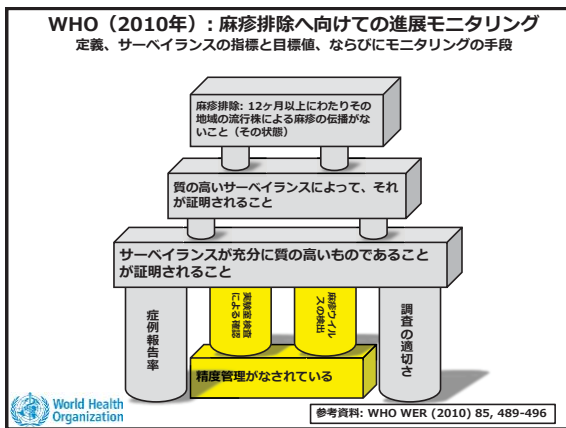 WHO（2010年）: 麻疹排除へ向けての進展モニタリング
定義、サーベイランスの指標と目標値、ならびにモニタリングの手段
麻疹排除: 12ヶ月以上にわたりその
地域の流行株による麻疹の伝播がな
いこと（その状態）
質の高いサーベイランスによって、それ
が証明されること
サーベイランスが充分に質の高いものであること
が証明されること
症例報告率
実験室検査
による確認
麻疹ウイル
スの検出
調査の適切さ
精度管理がなされている
World Health
Organization
参考資料: WHO WER (2010) 85, 489-496